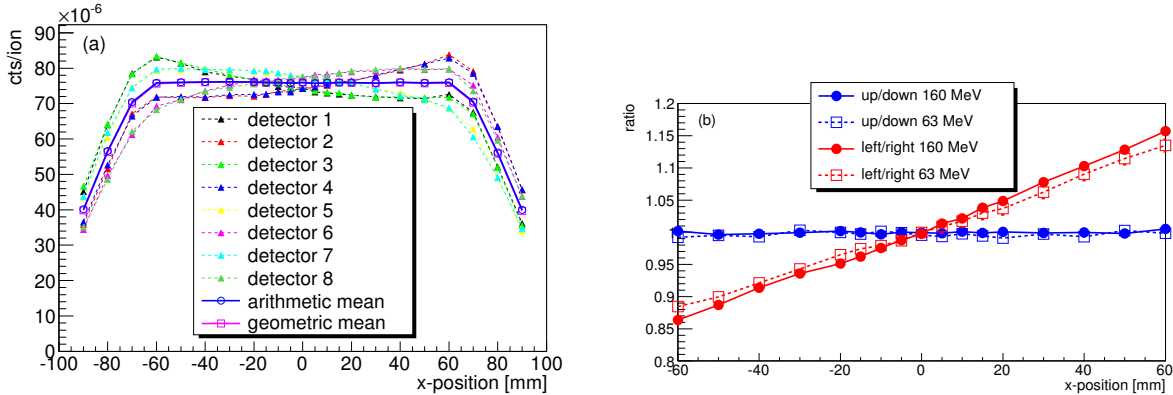 ×10⁻⁶
cts/ion
(a)
90
80
70
60
50
40
30
20
10
0
detector 1
detector 2
detector 3
detector 4
detector 5
detector 6
detector 7
detector 8
arithmetic mean
geometric mean
-100 -80 -60 -40 -20 0 20 40 60 80 100
x-position [mm]
ratio
(b)
up/down 160 MeV
up/down 63 MeV
left/right 160 MeV
left/right 63 MeV
1.2
1.15
1.1
1.05
1
0.95
0.9
0.85
0.8
-60 -40 -20 0 20 40 60
x-position [mm]